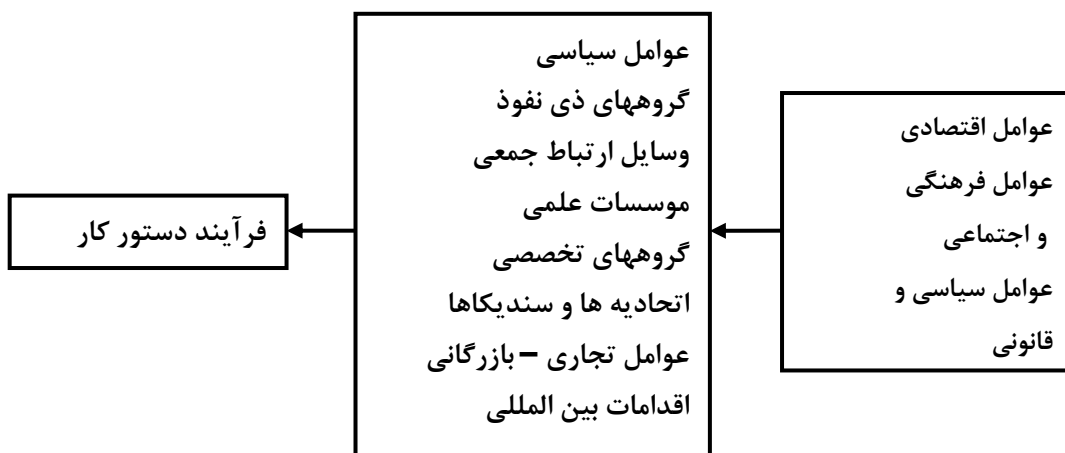 عوامل اقتصادی
عوامل فرهنگی
و اجتماعی
عوامل سیاسی و
قانونی
عوامل سیاسی
گروههای ذی نفوذ
وسایل ارتباط جمعی
موسسات علمی
گروههای تخصصی
اتحادیه ها و سندیکاها
عوامل تجاری – بازرگانی
اقدامات بین المللی
فرآیند دستور کار